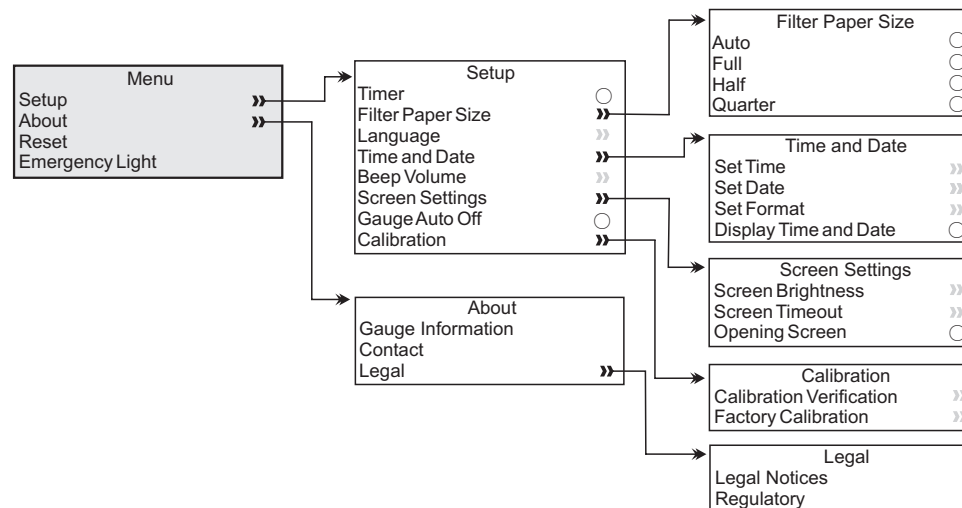 Menu
Setup
About
Reset
Emergency Light
Setup
Timer
Filter Paper Size
Language
Time and Date
Beep Volume
Screen Settings
Gauge Auto Off
Calibration
About
Gauge Information
Contact
Legal
Filter Paper Size
Auto
Full
Half
Quarter
Time and Date
Set Time
Set Date
Set Format
Display Time and Date
Screen Settings
Screen Brightness
Screen Timeout
Opening Screen
Calibration
Calibration Verification
Factory Calibration
Legal
Legal Notices
Regulatory